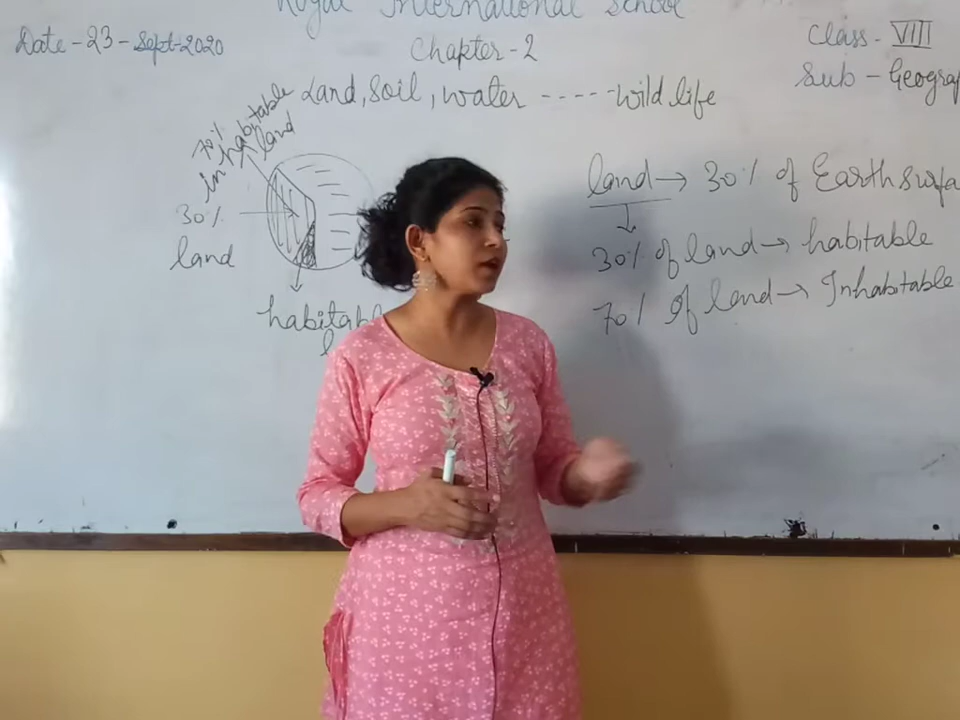 Royal International School
Date - 23 - Sept - 2020
Chapter - 2
Class - VIII
Sub - Geograp
Land, Soil, water ----- wild life
70% inhabitable land
30% land
habitabl
l
land → 30% of Earth surfa
30% of land → habitable
70% of land → Inhabitable